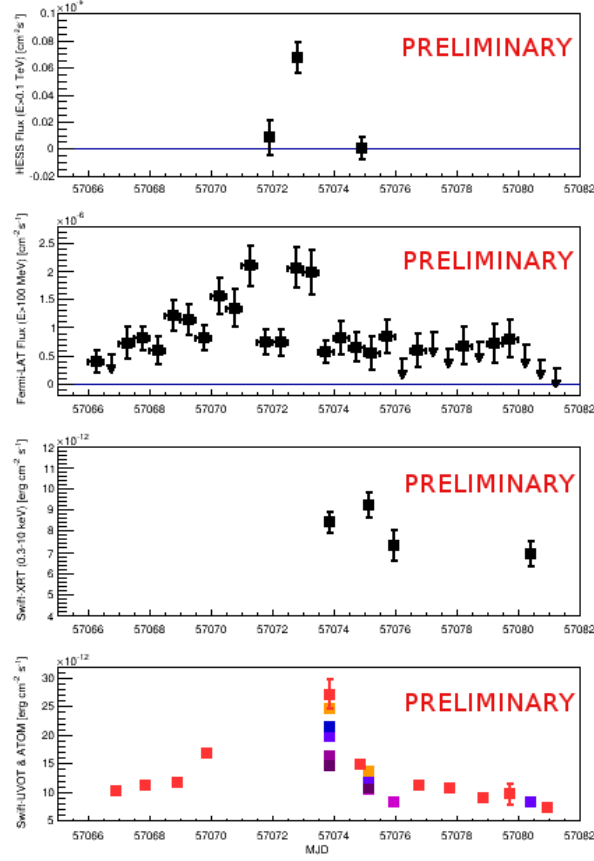 ×10⁻⁹
HESS Flux (E>0.1 TeV) [cm⁻²s⁻¹]
PRELIMINARY
0.1
0.08
0.06
0.04
0.02
0
-0.02
57066 57068 57070 57072 57074 57076 57078 57080 57082
×10⁻⁶
Fermi-LAT Flux (E>100 MeV) [cm⁻²s⁻¹]
PRELIMINARY
2.5
2
1.5
1
0.5
0
57066 57068 57070 57072 57074 57076 57078 57080 57082
×10⁻¹²
Swift-XRT (0.3-10 keV) [erg cm⁻² s⁻¹]
PRELIMINARY
12
11
10
9
8
7
6
5
4
57066 57068 57070 57072 57074 57076 57078 57080 57082
×10⁻¹²
Swift-UVOT & ATOM [erg cm⁻² s⁻¹]
PRELIMINARY
30
25
20
15
10
5
57066 57068 57070 57072 57074 57076 57078 57080 57082
MJD